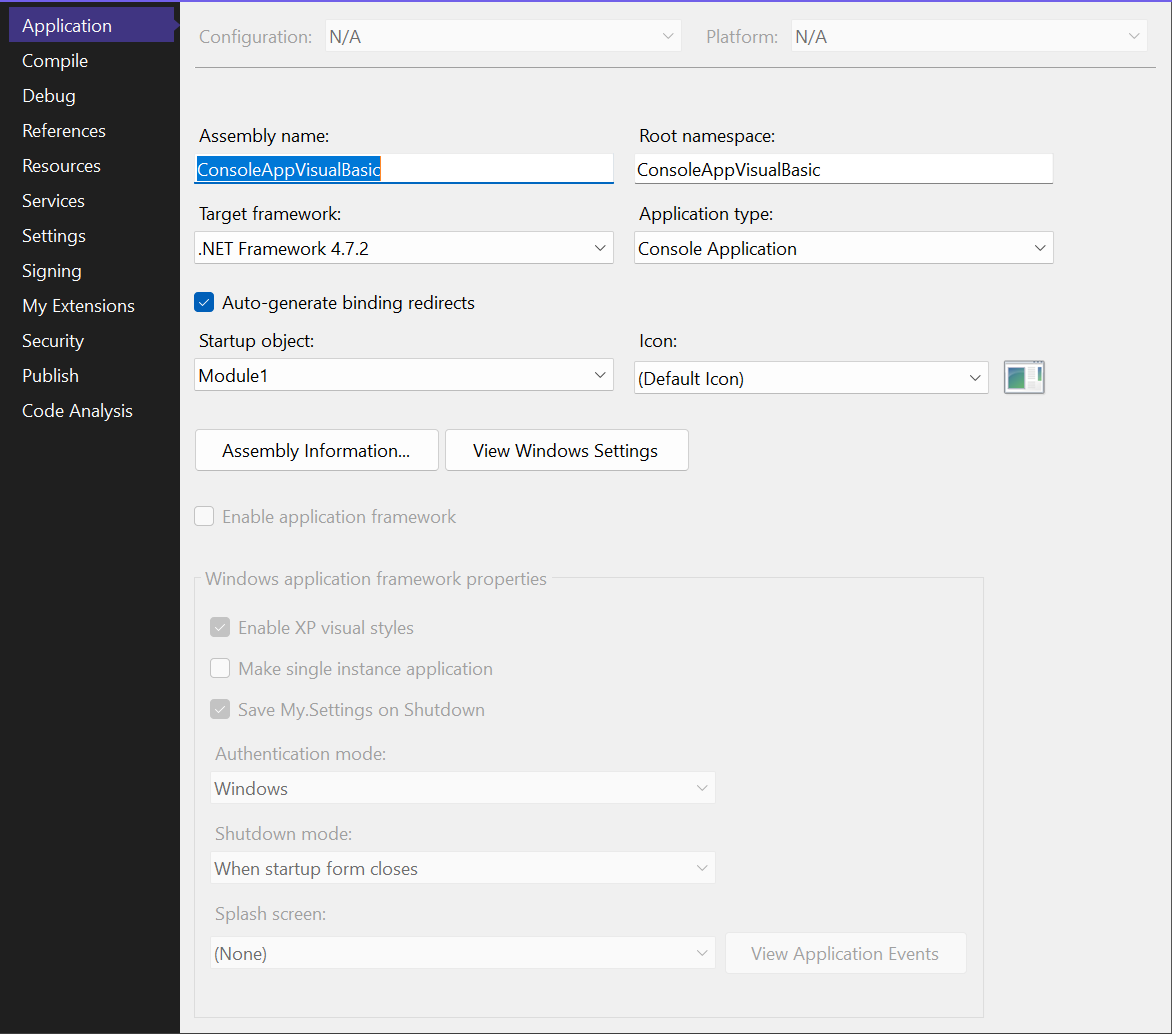 Application
Compile
Debug
References
Resources
Services
Settings
Signing
My Extensions
Security
Publish
Code Analysis
Configuration: N/A Platform: N/A
Assembly name: Root namespace:
ConsoleAppVisualBasic ConsoleAppVisualBasic
Target framework: Application type:
.NET Framework 4.7.2 Console Application
Auto-generate binding redirects
Startup object: Icon:
Module1 (Default Icon)
Assembly Information... View Windows Settings
Enable application framework
Windows application framework properties
Enable XP visual styles
Make single instance application
Save My.Settings on Shutdown
Authentication mode:
Windows
Shutdown mode:
When startup form closes
Splash screen:
(None) View Application Events